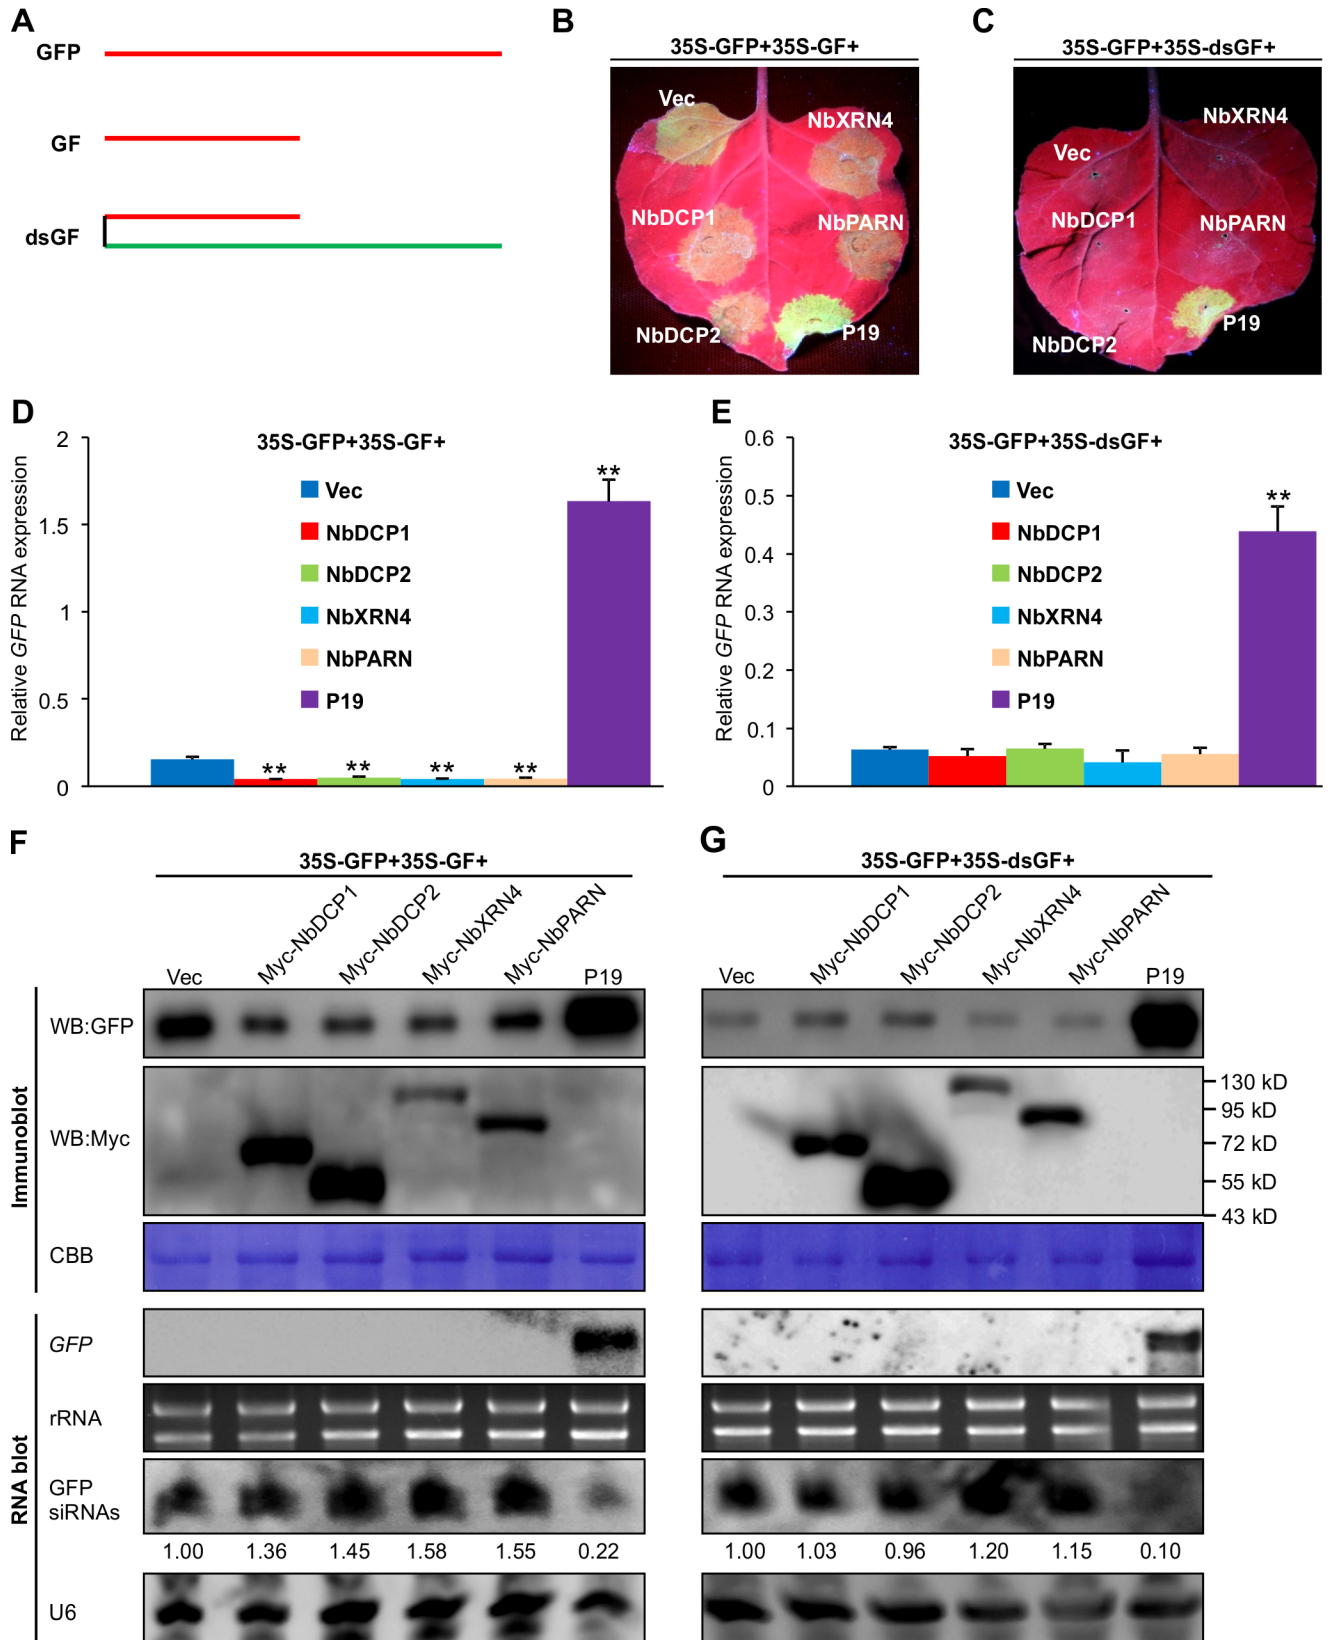 A
GFP
GF
dsGF
B
35S-GFP+35S-GF+
Vec
NbXRN4
NbDCP1
NbPARN
NbDCP2
P19
C
35S-GFP+35S-dsGF+
NbXRN4
Vec
NbDCP1
NbPARN
P19
NbDCP2
D
35S-GFP+35S-GF+
Relative GFP RNA expression
2
1.5
1
0.5
0
Vec
NbDCP1
NbDCP2
NbXRN4
NbPARN
P19
** ** ** ** **
E
35S-GFP+35S-dsGF+
Relative GFP RNA expression
0.6
0.5
0.4
0.3
0.2
0.1
0
Vec
NbDCP1
NbDCP2
NbXRN4
NbPARN
P19
**
F
35S-GFP+35S-GF+
Vec Myc-NbDCP1 Myc-NbDCP2 Myc-NbXRN4 Myc-NbPARN P19
G
35S-GFP+35S-dsGF+
Vec Myc-NbDCP1 Myc-NbDCP2 Myc-NbXRN4 Myc-NbPARN P19
Immunoblot
WB:GFP
WB:Myc
130 kD
95 kD
72 kD
55 kD
43 kD
CBB
RNA blot
GFP
rRNA
GFP
siRNAs
1.00 1.36 1.45 1.58 1.55 0.22
1.00 1.03 0.96 1.20 1.15 0.10
U6